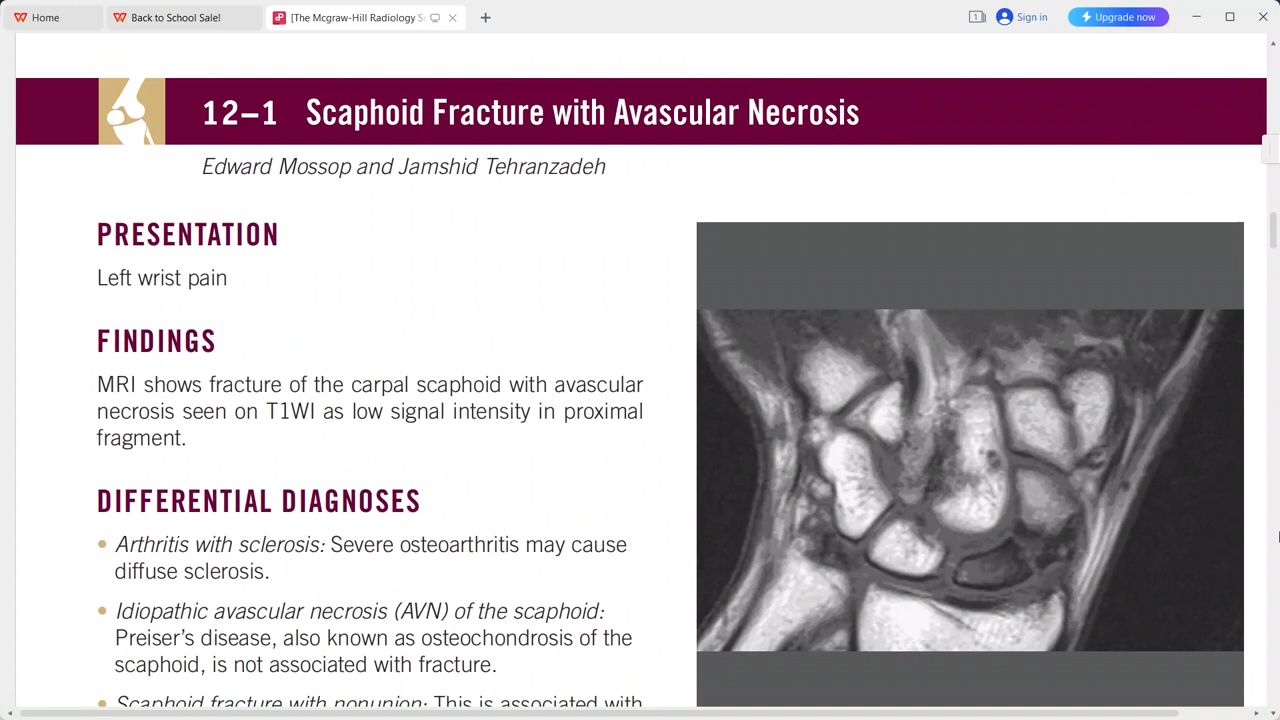 Home
Back to School Sale!
[The Mcgraw-Hill Radiology S
1
Sign in
Upgrade now
12–1 Scaphoid Fracture with Avascular Necrosis
Edward Mossop and Jamshid Tehranzadeh
PRESENTATION
Left wrist pain
FINDINGS
MRI shows fracture of the carpal scaphoid with avascular
necrosis seen on T1WI as low signal intensity in proximal
fragment.
DIFFERENTIAL DIAGNOSES
• Arthritis with sclerosis: Severe osteoarthritis may cause
diffuse sclerosis.
• Idiopathic avascular necrosis (AVN) of the scaphoid:
Preiser's disease, also known as osteochondrosis of the
scaphoid, is not associated with fracture.
• Scaphoid fracture with nonunion: This is associated with